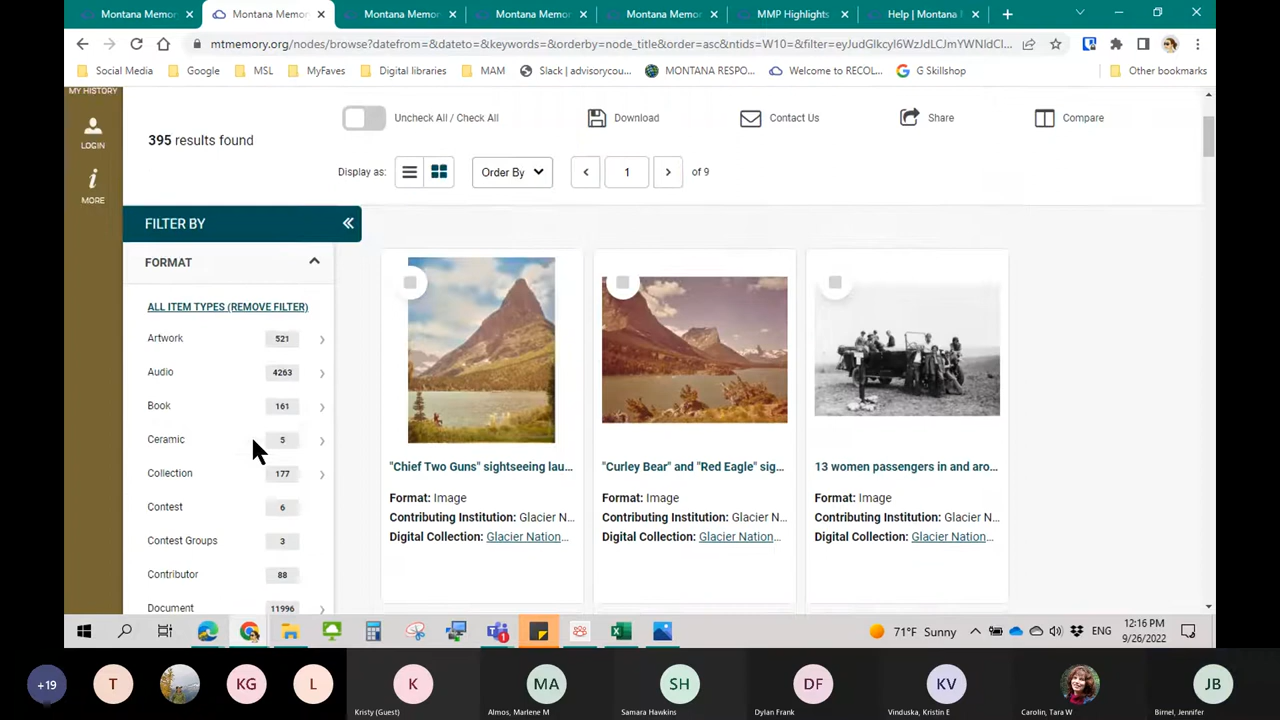 Montana Memor
Montana Memor
Montana Memor
Montana Memor
Montana Memor
MMP Highlights
Help | Montana
mtmemory.org/nodes/browse?datefrom=&dateto=&keywords=&orderby=node_title&order=asc&ntids=W10=&filter=eyJudGlkcyI6WzJdLCJmYWNldCI...
Social Media
Google
MSL
MyFaves
Digital libraries
MAM
Slack | advisorycou...
MONTANA RESPO...
Welcome to RECOL...
G Skillshop
Other bookmarks
MY HISTORY
LOGIN
MORE
395 results found
Uncheck All / Check All
Download
Contact Us
Share
Compare
Display as:
Order By
1
of 9
FILTER BY
FORMAT
ALL ITEM TYPES (REMOVE FILTER)
Artwork 521
Audio 4263
Book 161
Ceramic 5
Collection 177
Contest 6
Contest Groups 3
Contributor 88
Document 11996
"Chief Two Guns" sightseeing lau...
Format: Image
Contributing Institution: Glacier N...
Digital Collection: Glacier Nation...
"Curley Bear" and "Red Eagle" sig...
Format: Image
Contributing Institution: Glacier N...
Digital Collection: Glacier Nation...
13 women passengers in and aro...
Format: Image
Contributing Institution: Glacier N...
Digital Collection: Glacier Nation...
71°F Sunny
ENG
12:16 PM
9/26/2022
+19
T
KG
L
K
Kristy (Guest)
MA
Almos, Marlene M
SH
Samara Hawkins
DF
Dylan Frank
KV
Vinduska, Kristin E
Carolin, Tara W
JB
Birnel, Jennifer